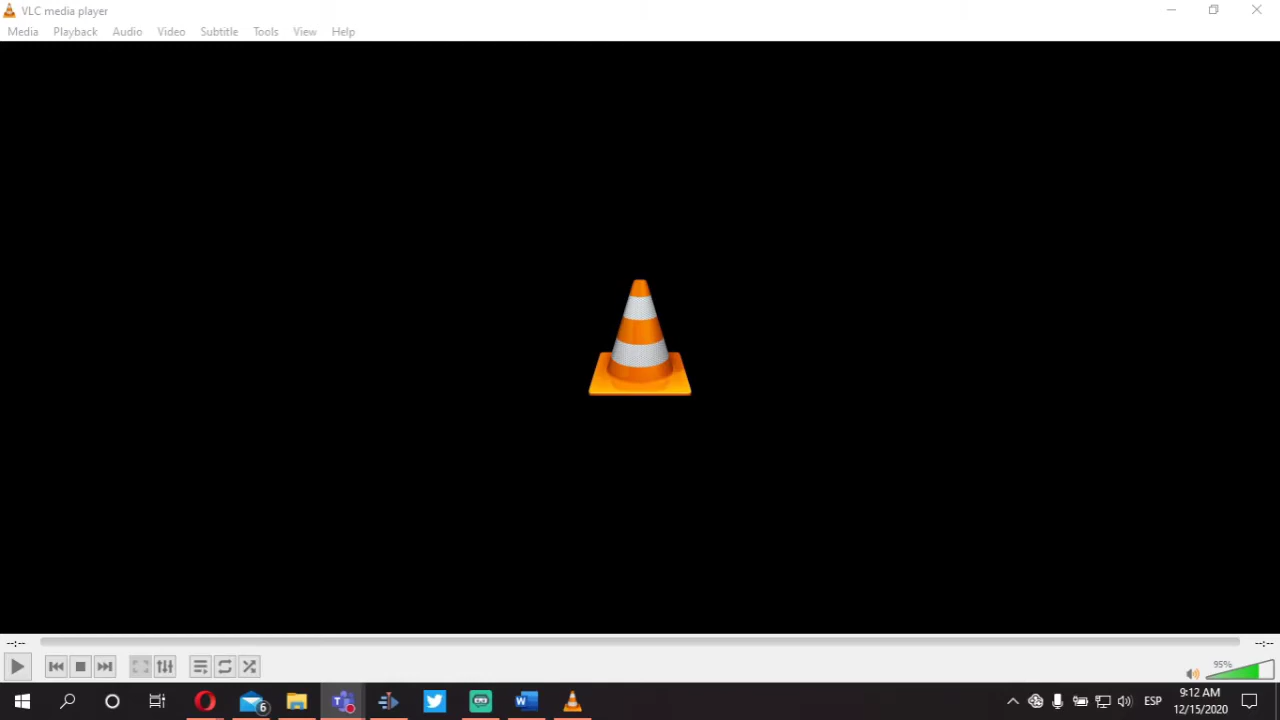 VLC media player
Media Playback Audio Video Subtitle Tools View Help
--:-- --:--
95%
6
ESP
9:12 AM
12/15/2020